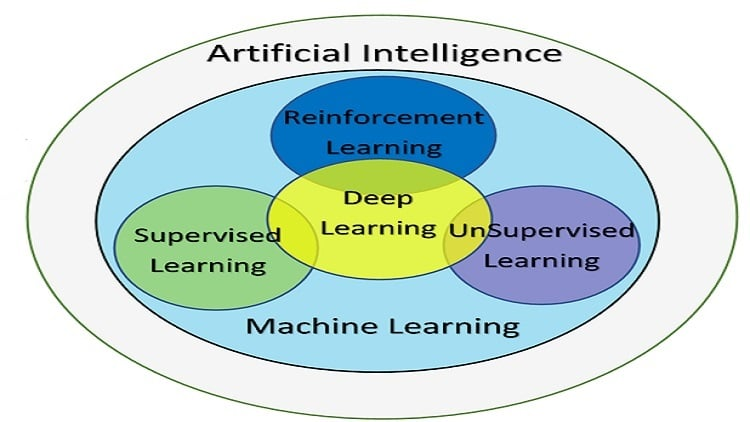 Artificial Intelligence
Reinforcement
Learning
Deep
Learning
Supervised
Learning
UnSupervised
Learning
Machine Learning